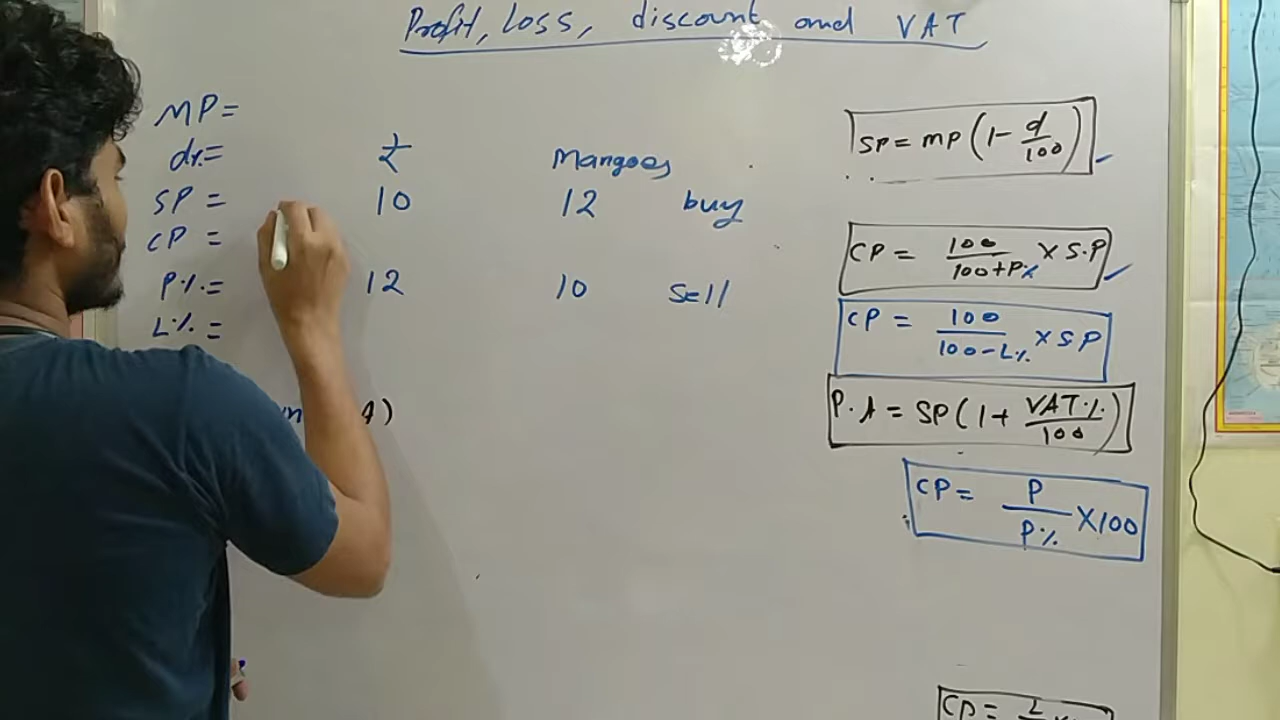 Profit, Loss, discount and VAT
MP=
d%=
SP=
CP=
P%=
L%=
₹ Mangoes
10 12 buy
12 10 Sell
A)
SP = MP (1 - d/100)
CP = 100/100+P% × S.P
CP = 100/100-L% × S.P
P.A = SP (1 + VAT%/100)
CP = P/P% × 100
CP = L